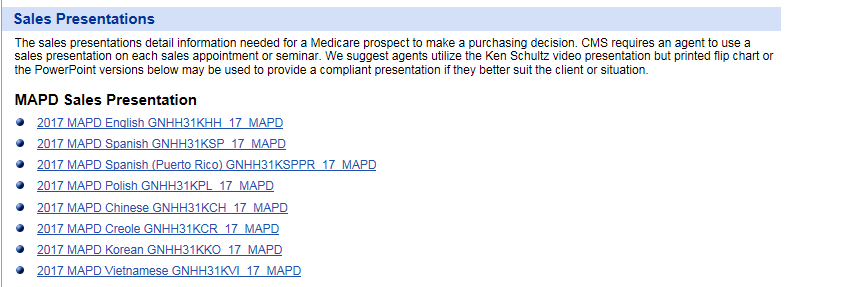 Sales Presentations
The sales presentations detail information needed for a Medicare prospect to make a purchasing decision. CMS requires an agent to use a
sales presentation on each sales appointment or seminar. We suggest agents utilize the Ken Schultz video presentation but printed flip chart or
the PowerPoint versions below may be used to provide a compliant presentation if they better suit the client or situation.
MAPD Sales Presentation
2017 MAPD English GNHH31KHH_17_MAPD
2017 MAPD Spanish GNHH31KSP_17_MAPD
2017 MAPD Spanish (Puerto Rico) GNHH31KSPPR_17_MAPD
2017 MAPD Polish GNHH31KPL_17_MAPD
2017 MAPD Chinese GNHH31KCH_17_MAPD
2017 MAPD Creole GNHH31KCR_17_MAPD
2017 MAPD Korean GNHH31KKO_17_MAPD
2017 MAPD Vietnamese GNHH31KVI_17_MAPD